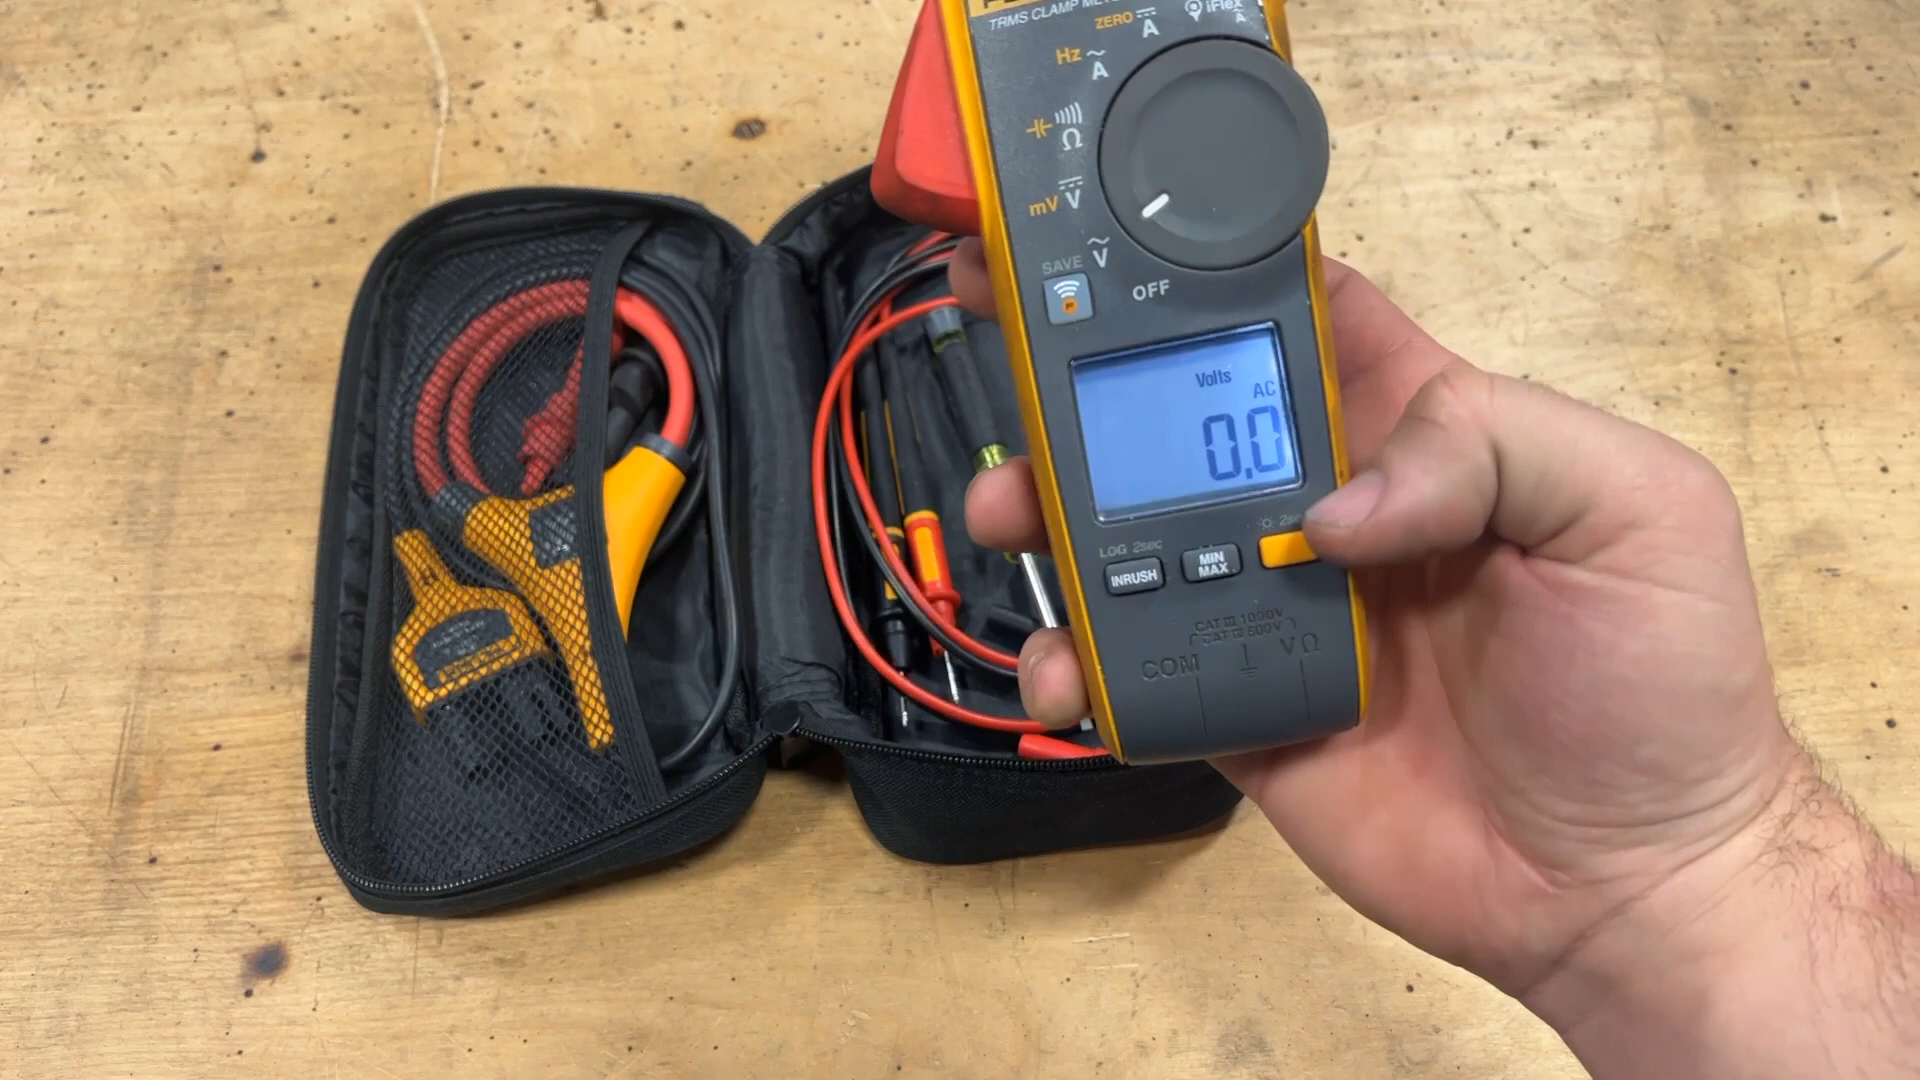 TRMS CLAMP
ZERO A
iFlex
A
Hz A
Ω
mV V
SAVE V
OFF
Volts
AC
0.0
LOG 2sec
INRUSH
MIN
MAX
CAT III 1000V
CAT IV 600V
COM
V Ω